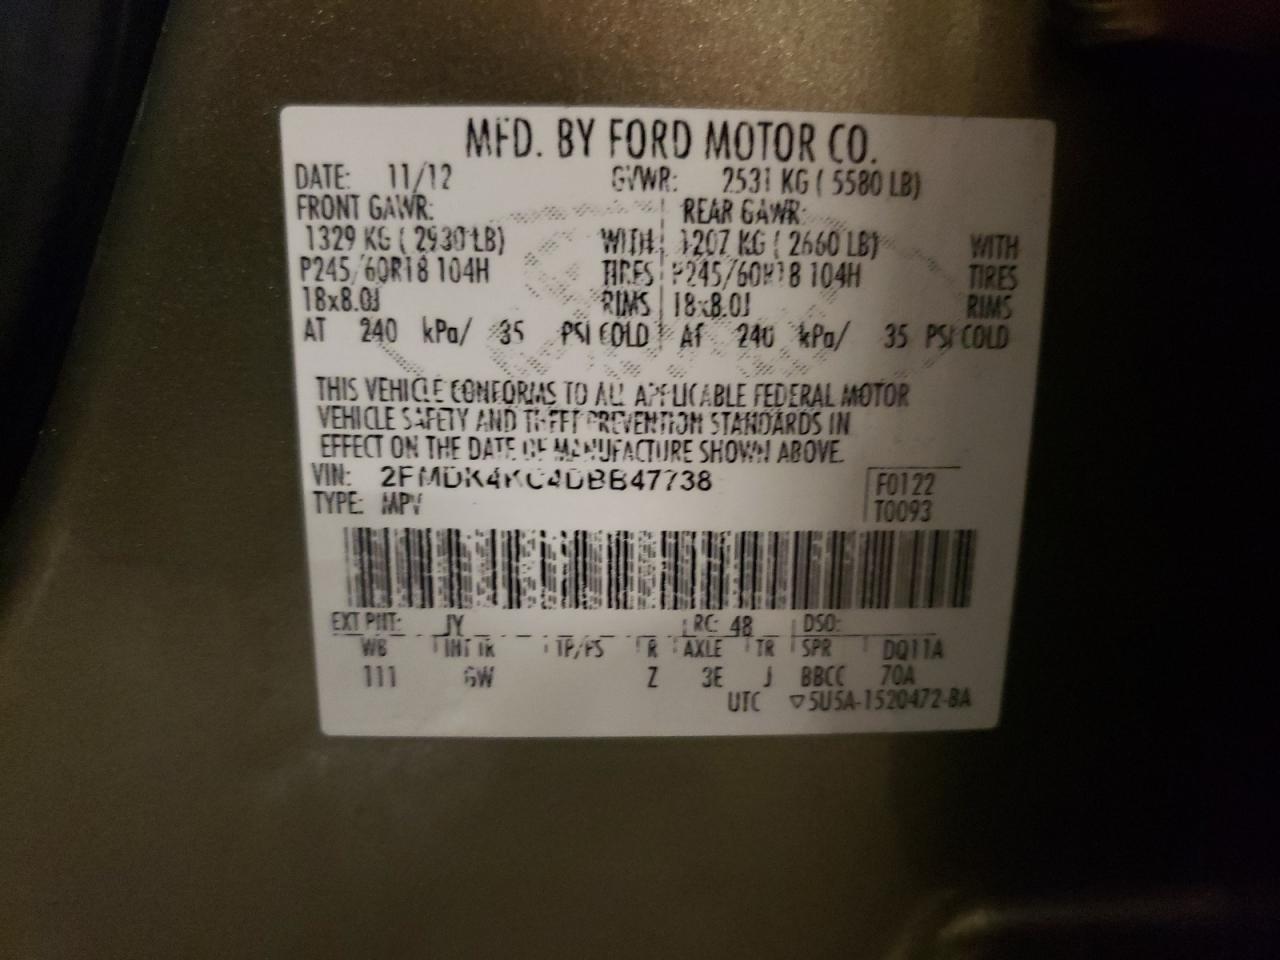 MFD. BY FORD MOTOR CO.
DATE: 11/12 GVWR: 2531 KG ( 5580 LB)
FRONT GAWR: REAR GAWR:
1329 KG ( 2930 LB) WITH 1207 KG ( 2660 LB) WITH
P245/60R18 104H TIRES P245/60R18 104H TIRES
18x8.0J RIMS 18x8.0J RIMS
AT 240 kPa/ 35 PSI COLD AT 240 kPa/ 35 PSI COLD
THIS VEHICLE CONFORMS TO ALL APPLICABLE FEDERAL MOTOR
VEHICLE SAFETY AND THEFT PREVENTION STANDARDS IN
EFFECT ON THE DATE OF MANUFACTURE SHOWN ABOVE.
VIN: 2FMDK4KC4DBB47738 F0122
TYPE: MPV T0093
EXT PNT: JY RC: 48 DSO:
WB INT TR TP/PS R AXLE TR SPR DQ11A
111 GW Z 3E J BBCC 70A
UTC ▽5U5A-1520472-BA